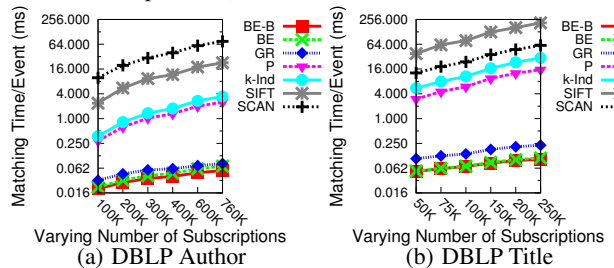 Matching Time/Event (ms)
256.000
64.000
16.000
4.000
1.000
0.250
0.062
0.016
100K
200K
300K
400K
600K
760K
Varying Number of Subscriptions
(a) DBLP Author
BE-B
BE
GR
P
k-Ind
SIFT
SCAN
Matching Time/Event (ms)
256.000
64.000
16.000
4.000
1.000
0.250
0.062
0.016
50K
75K
100K
150K
200K
250K
Varying Number of Subscriptions
(b) DBLP Title
BE-B
BE
GR
P
k-Ind
SIFT
SCAN